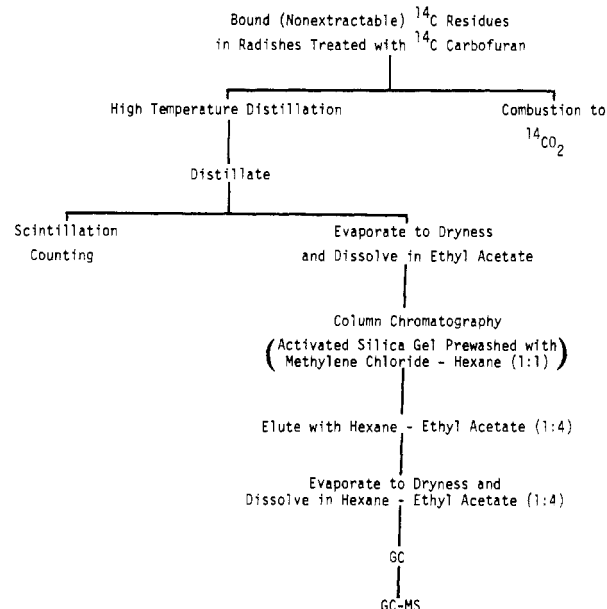 Bound (Nonextractable) ¹⁴C Residues
in Radishes Treated with ¹⁴C Carbofuran
High Temperature Distillation
Combustion to
¹⁴CO₂
Distillate
Scintillation
Counting
Evaporate to Dryness
and Dissolve in Ethyl Acetate
Column Chromatography
(Activated Silica Gel Prewashed with
Methylene Chloride - Hexane (1:1))
Elute with Hexane - Ethyl Acetate (1:4)
Evaporate to Dryness and
Dissolve in Hexane - Ethyl Acetate (1:4)
GC
GC-MS